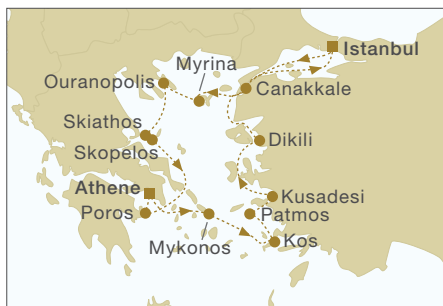 Istanbul
Myrina
Ouranopolis
Canakkale
Skiathos
Skopelos
Dikili
Athene
Kusadesi
Poros
Patmos
Mykonos
Kos